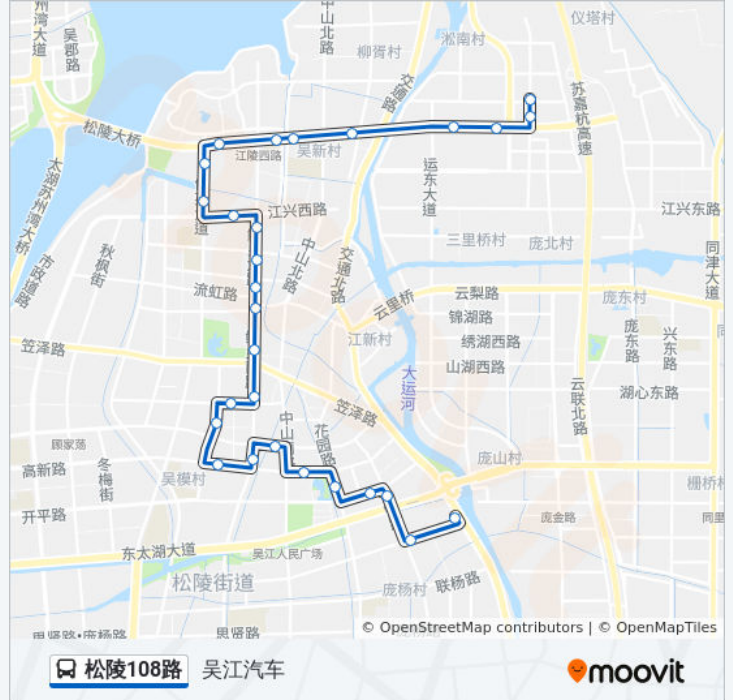 州湾大道
吴郡路
中山北路
柳胥村
淞南村
仪塔村
交通路
苏嘉杭高速
松陵大桥
江陵西路
吴新村
运东大道
太湖苏州湾大桥
道
江兴西路
江兴东路
三里桥村
庞北村
市政道路
秋枫街
中山北路
交通北路
同津大道
流虹路
云梨桥
云梨路
庞东村
锦湖路
笠泽路
江新村
绣湖西路
庞东路
兴东路
山湖西路
大运河
湖心东路
云联北路
笠泽路
中山
花园路
顾家荡
高新路
冬梅街
吴模村
庞山村
栅桥村
开平路
庞金路
同里
东太湖大道
吴江人民广场
松陵街道
庞杨村
联杨路
思贤路•庞杨路
思贤路
© OpenStreetMap contributors | © OpenMapTiles
松陵108路 吴江汽车
moovit